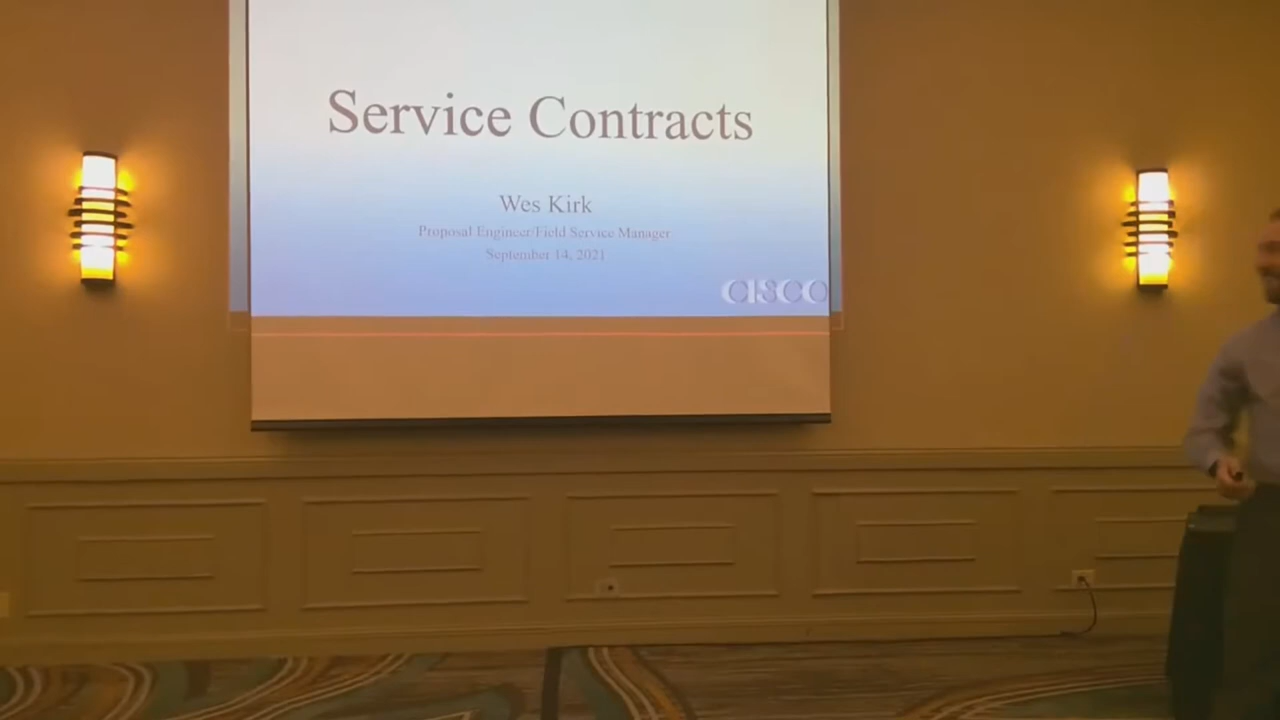 Service Contracts
Wes Kirk
Proposal Engineer/Field Service Manager
September 14, 2021
CISCO